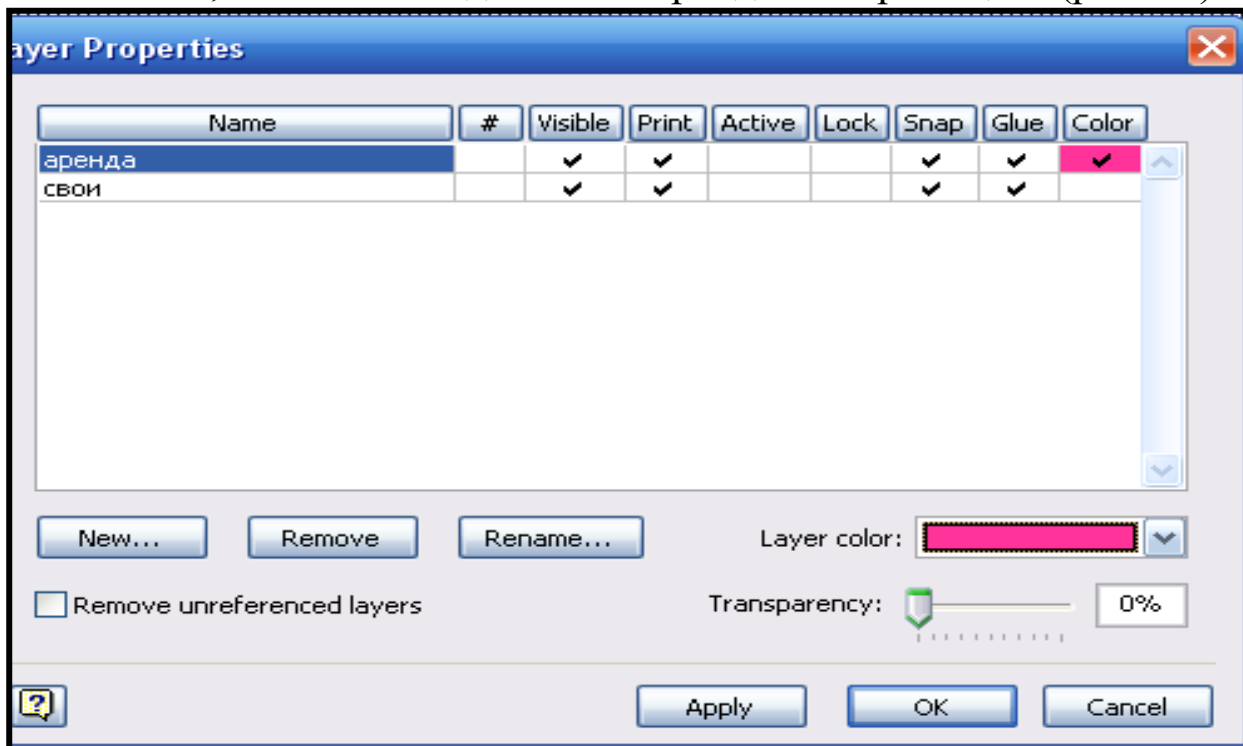 ayer Properties
Name # Visible Print Active Lock Snap Glue Color
аренда
свои
New... Remove Rename... Layer color:
Remove unreferenced layers Transparency: 0%
Apply OK Cancel